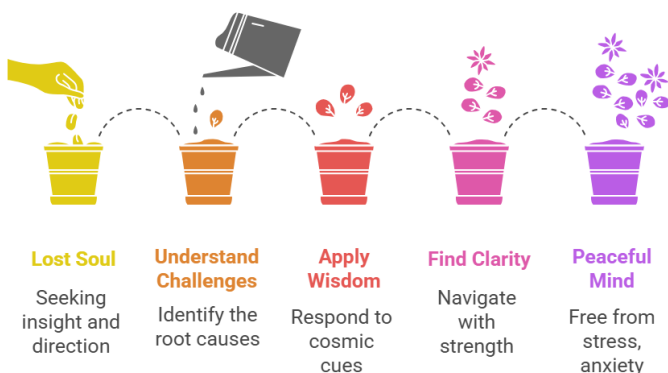 Lost Soul
Seeking
insight and
direction
Understand
Challenges
Identify the
root causes
Apply
Wisdom
Respond to
cosmic
cues
Find Clarity
Navigate
with
strength
Peaceful
Mind
Free from
stress,
anxiety